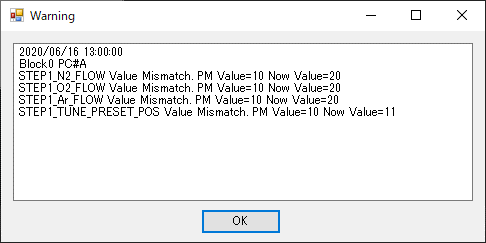 Warning
2020/06/16 13:00:00
Block0 PC#A
STEP1_N2_FLOW Value Mismatch. PM Value=10 Now Value=20
STEP1_O2_FLOW Value Mismatch. PM Value=10 Now Value=20
STEP1_Ar_FLOW Value Mismatch. PM Value=10 Now Value=20
STEP1_TUNE_PRESET_POS Value Mismatch. PM Value=10 Now Value=11
OK